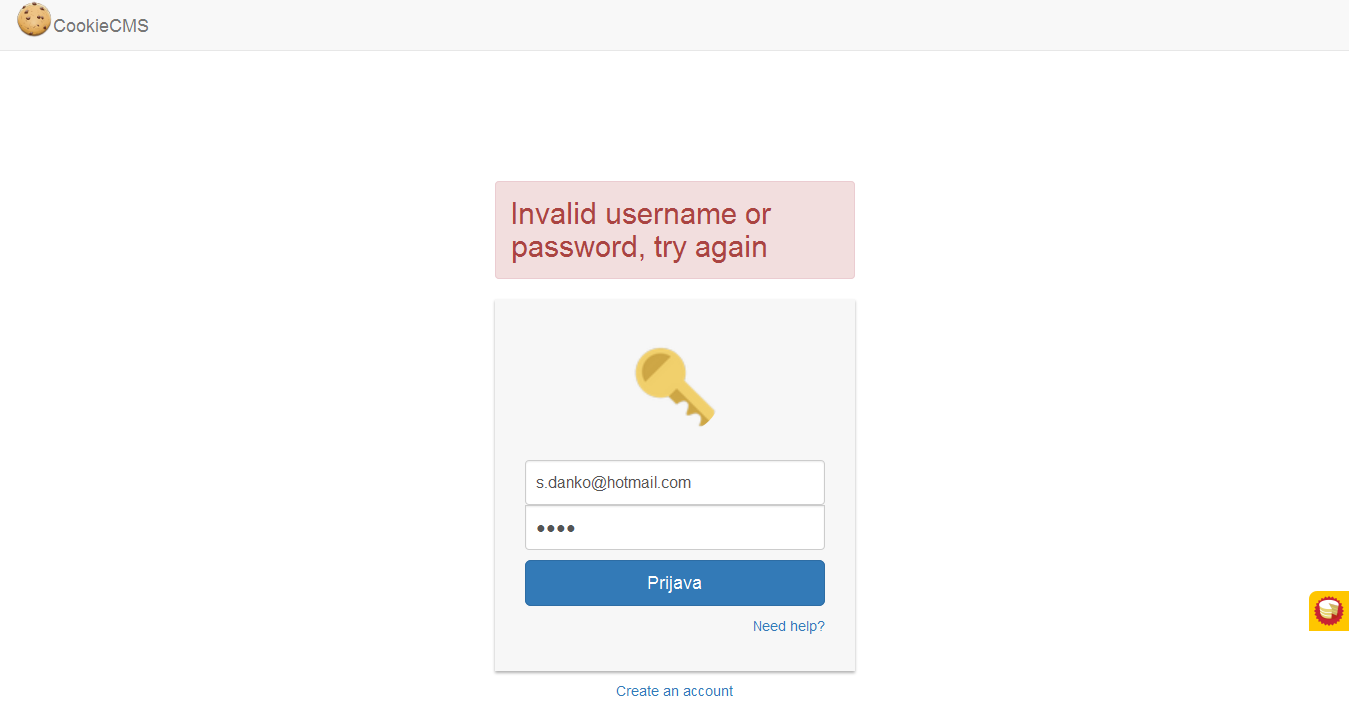 CookieCMS
Invalid username or
password, try again
s.danko@hotmail.com
••••
Prijava
Need help?
Create an account